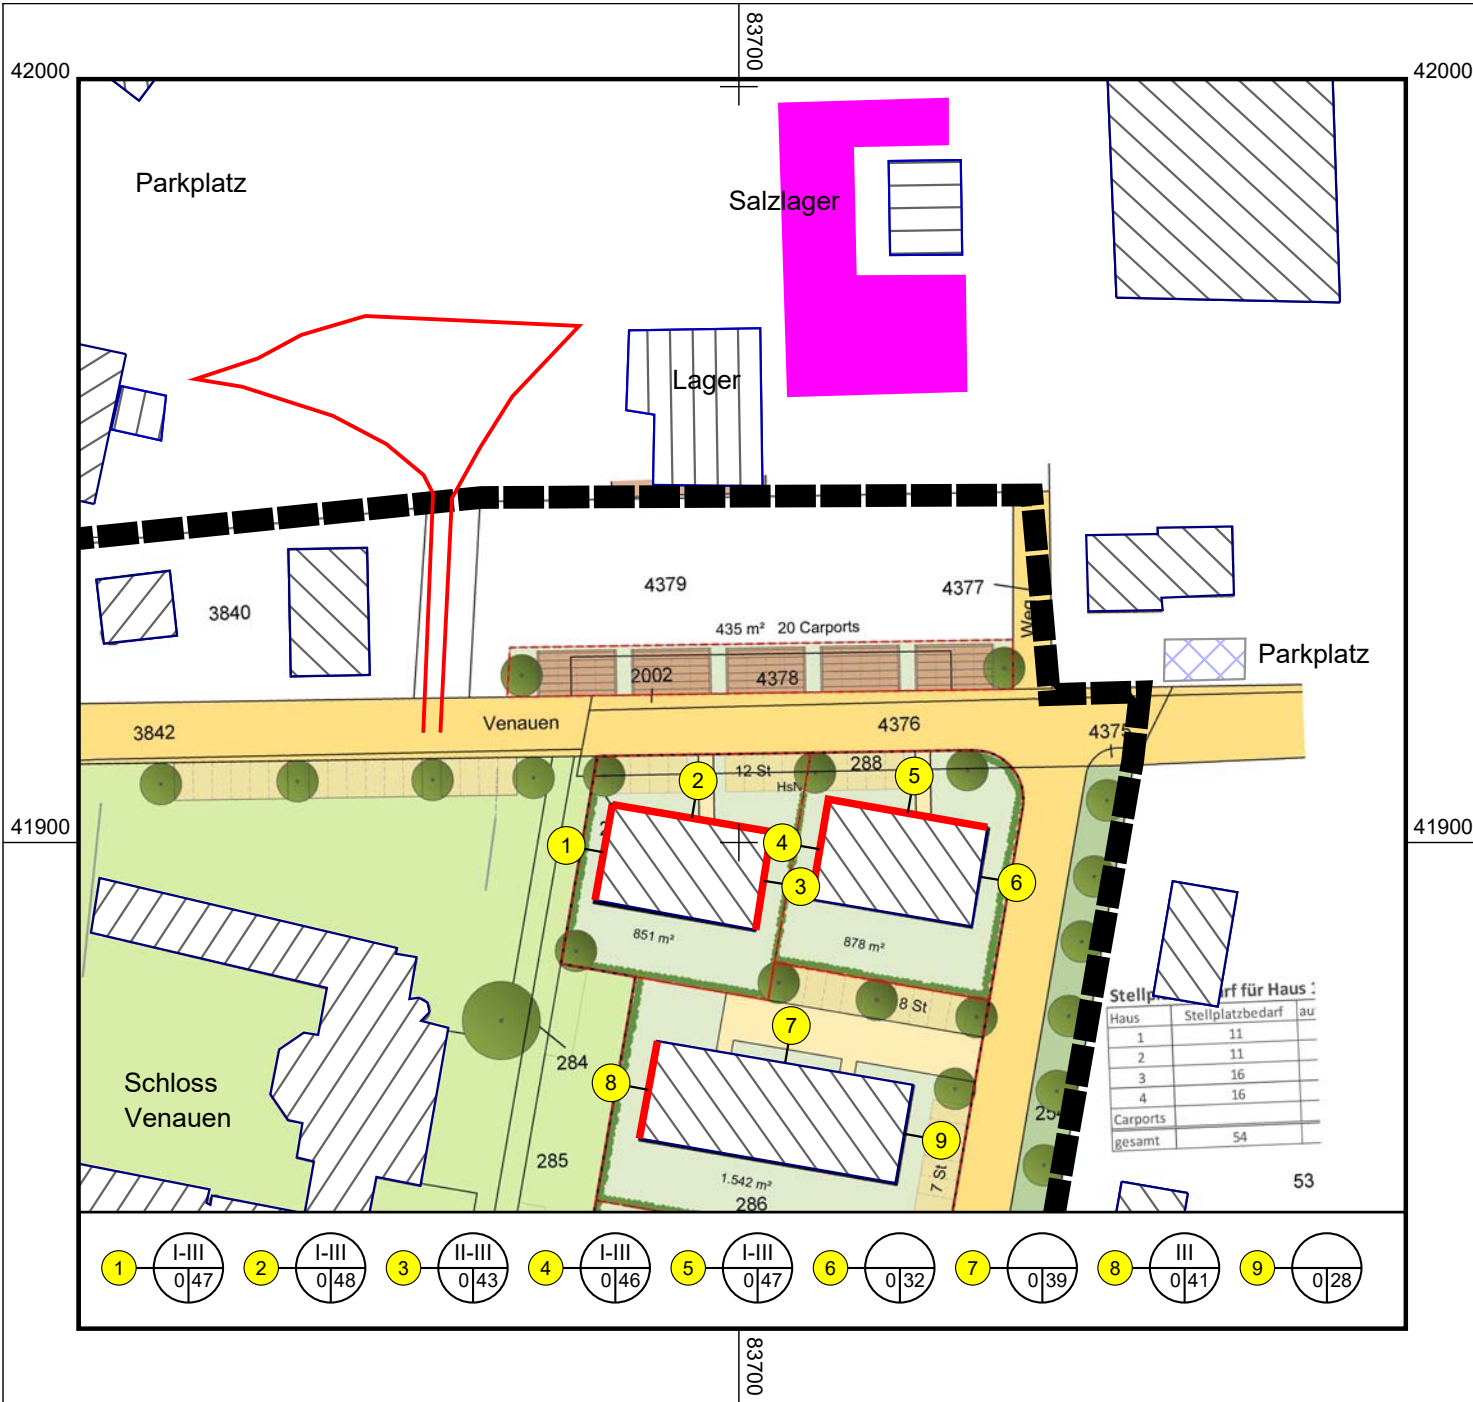 83700
42000
42000
Parkplatz
Salzlager
Lager
4379
4377
3840
Weg
435 m² 20 Carports
Parkplatz
2002
4378
Venauen
4376
3842
4375
288
12 St
2
5
HsN
41900
41900
1
4
3
6
851 m²
878 m²
8 St
7
284
8
Schloss
Venauen
9
285
7 St
1.542 m²
286
53
rf für Haus
Haus Stellplatzbedarf au
1 11
2 11
3 16
4 16
Carports
gesamt 54
1 I-III 0 47
2 I-III 0 48
3 II-III 0 43
4 I-III 0 46
5 I-III 0 47
6 0 32
7 0 39
8 III 0 41
9 0 28
83700